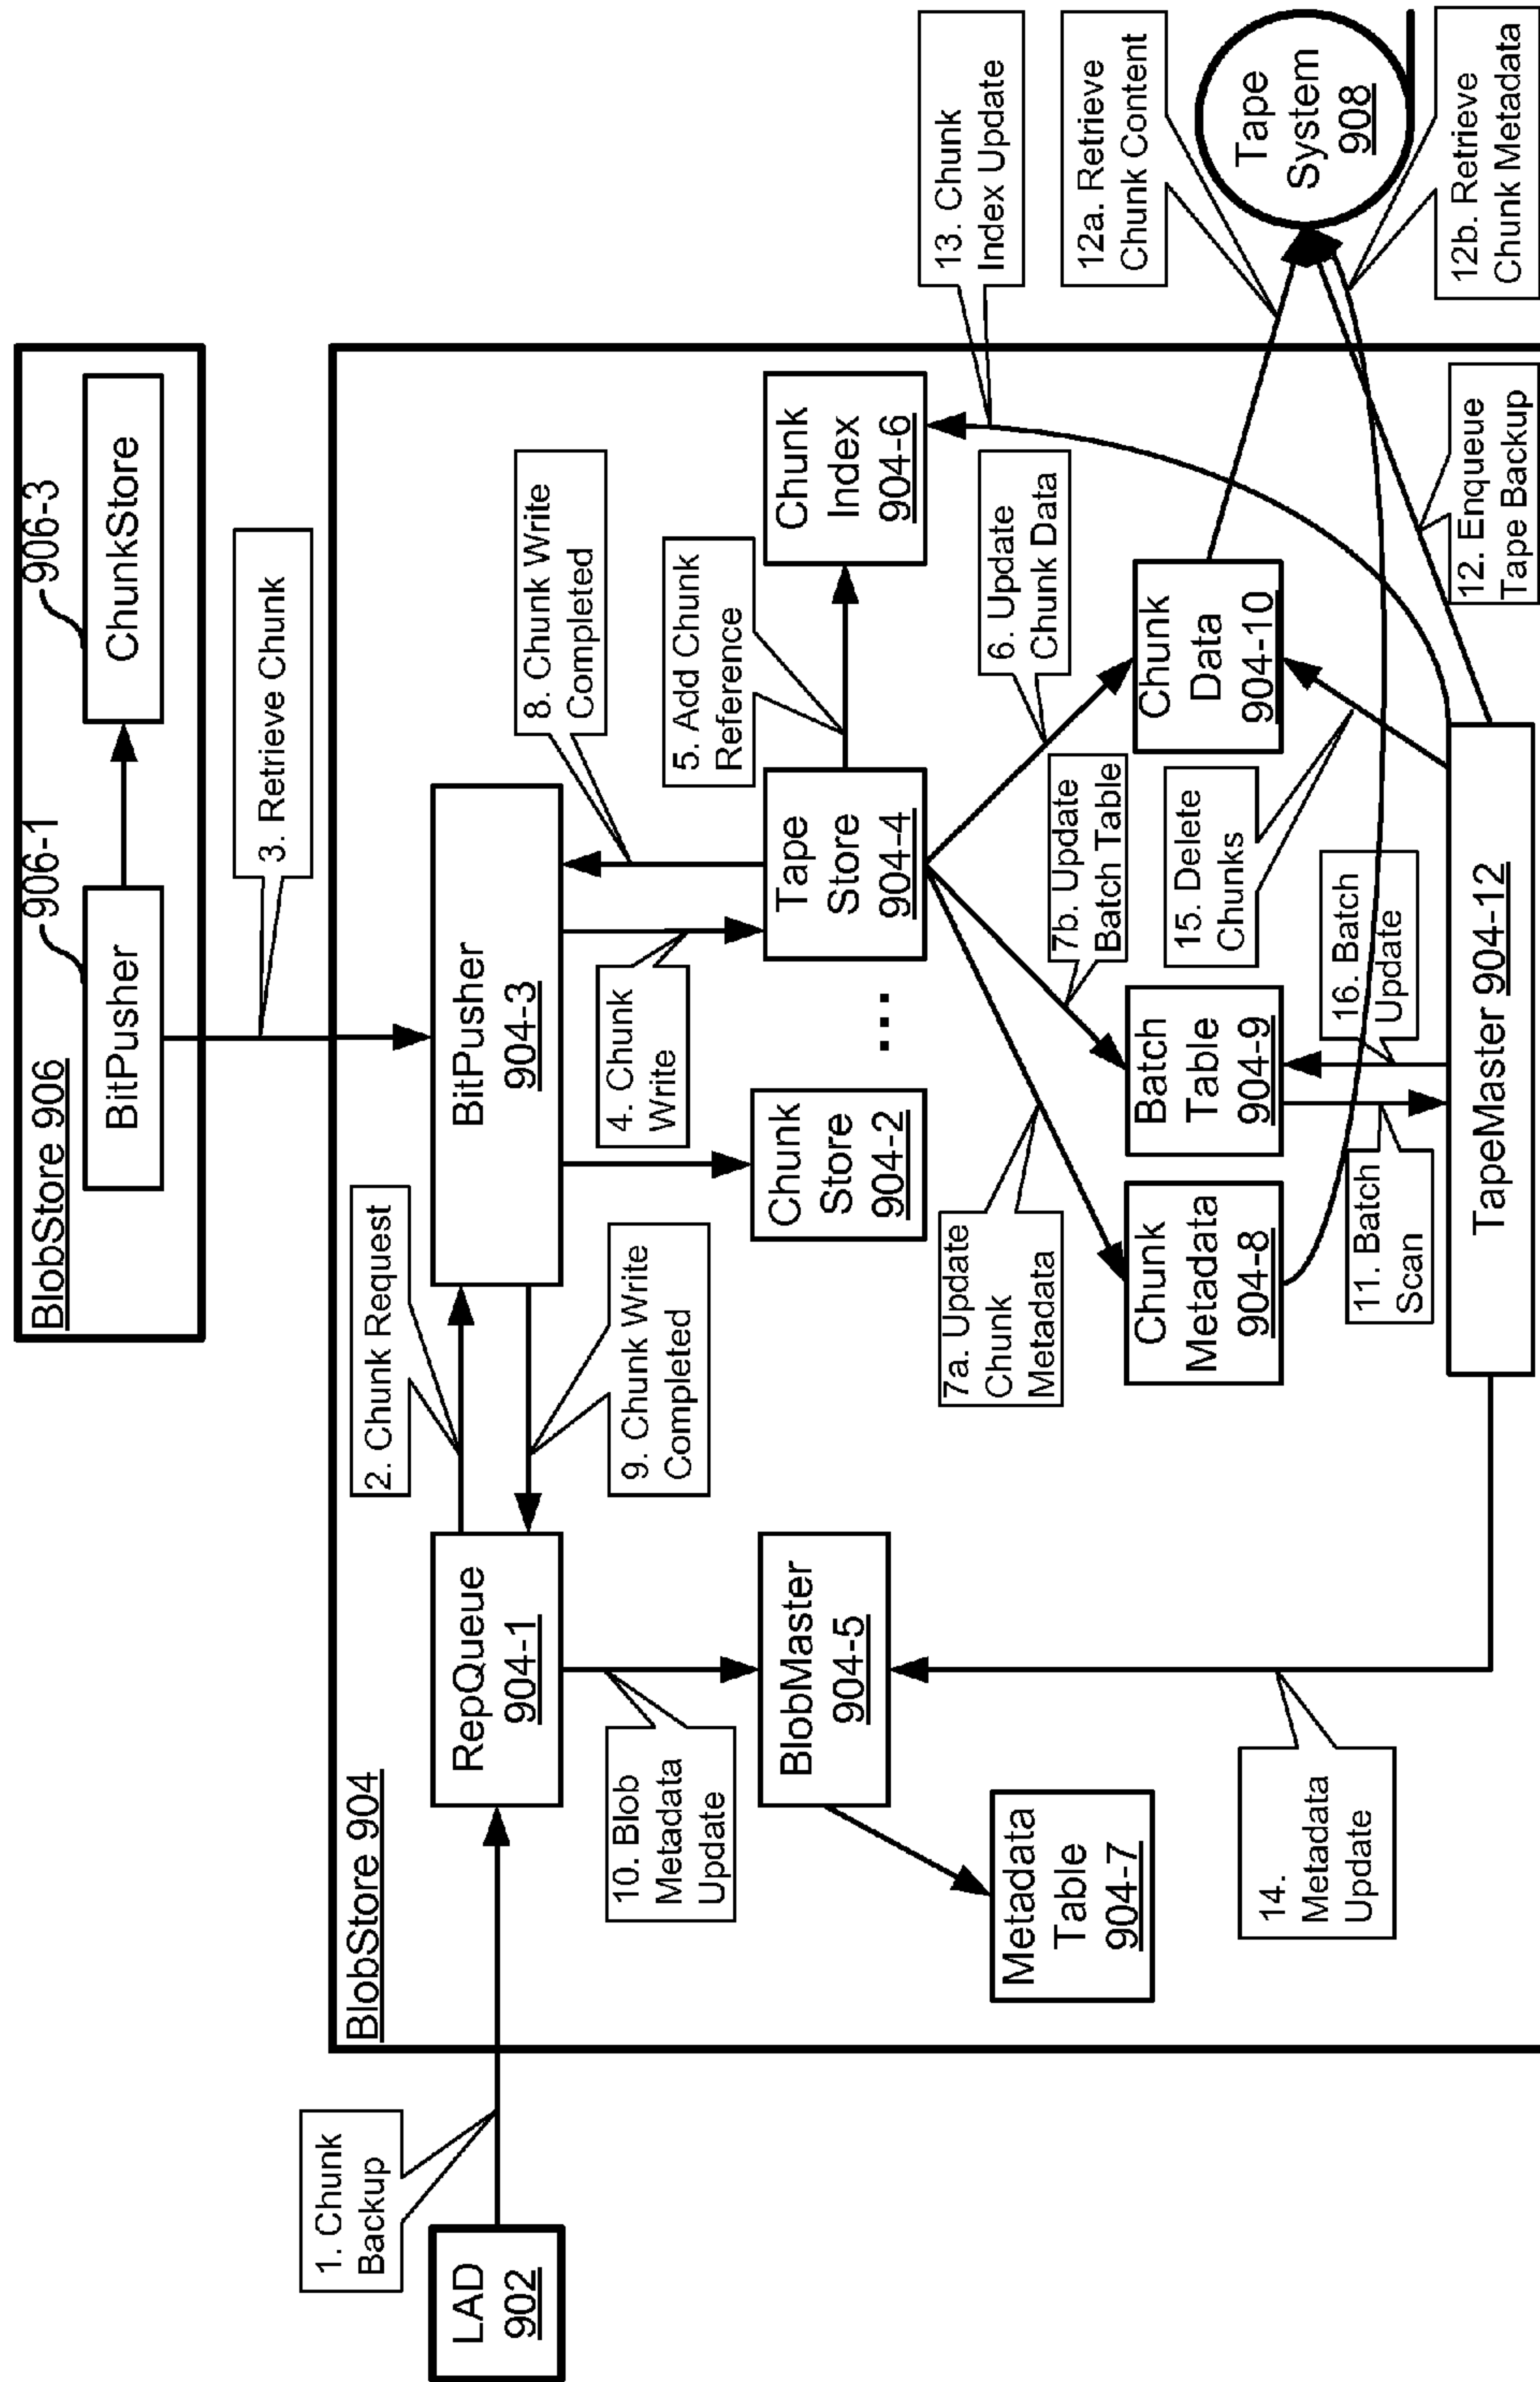 BlobStore 906
BitPusher
906-1
ChunkStore
906-3
3. Retrieve Chunk
BlobStore 904
1. Chunk
Backup
LAD
902
RepQueue
904-1
2. Chunk Request
9. Chunk Write
Completed
BitPusher
904-3
4. Chunk
Write
8. Chunk Write
Completed
10. Blob
Metadata
Update
BlobMaster
904-5
Chunk
Store
904-2
...
Tape
Store
904-4
5. Add Chunk
Reference
Chunk
Index
904-6
13. Chunk
Index Update
Metadata
Table
904-7
7a. Update
Chunk
Metadata
7b. Update
Batch Table
6. Update
Chunk Data
Chunk
Metadata
904-8
Batch
Table
904-9
Chunk
Data
904-10
12a. Retrieve
Chunk Content
Tape
System
908
14.
Metadata
Update
11. Batch
Scan
16. Batch
Update
15. Delete
Chunks
12. Enqueue
Tape Backup
12b. Retrieve
Chunk Metadata
TapeMaster 904-12